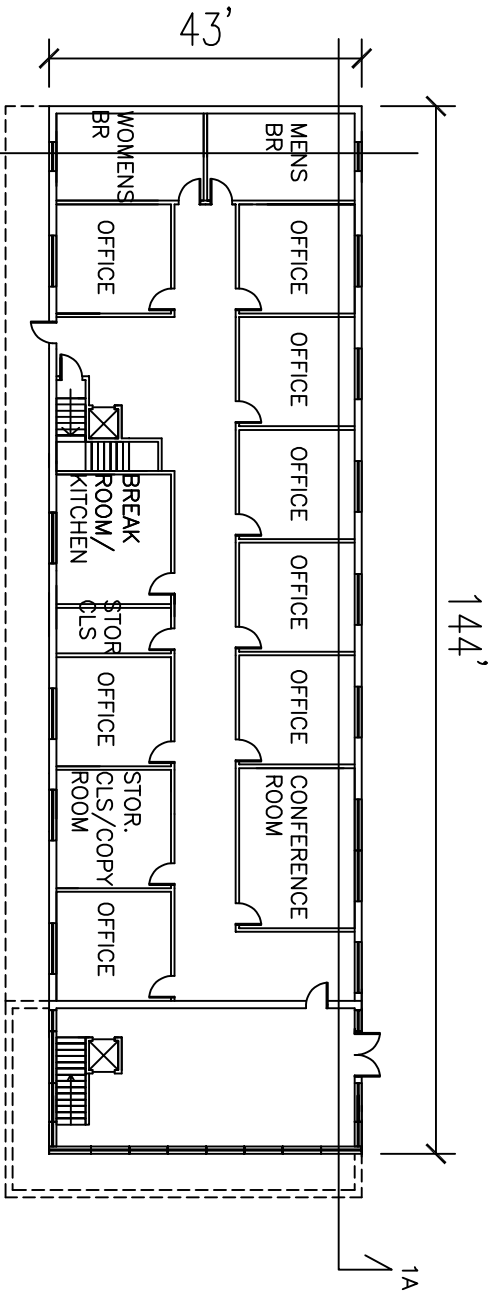 43'
144'
MENS
BR
WOMENS
BR
OFFICE
OFFICE
OFFICE
OFFICE
OFFICE
OFFICE
BREAK
ROOM/
KITCHEN
STOR
CLS
OFFICE
OFFICE
STOR.
CLS/COPY
ROOM
CONFERENCE
ROOM
OFFICE
1A